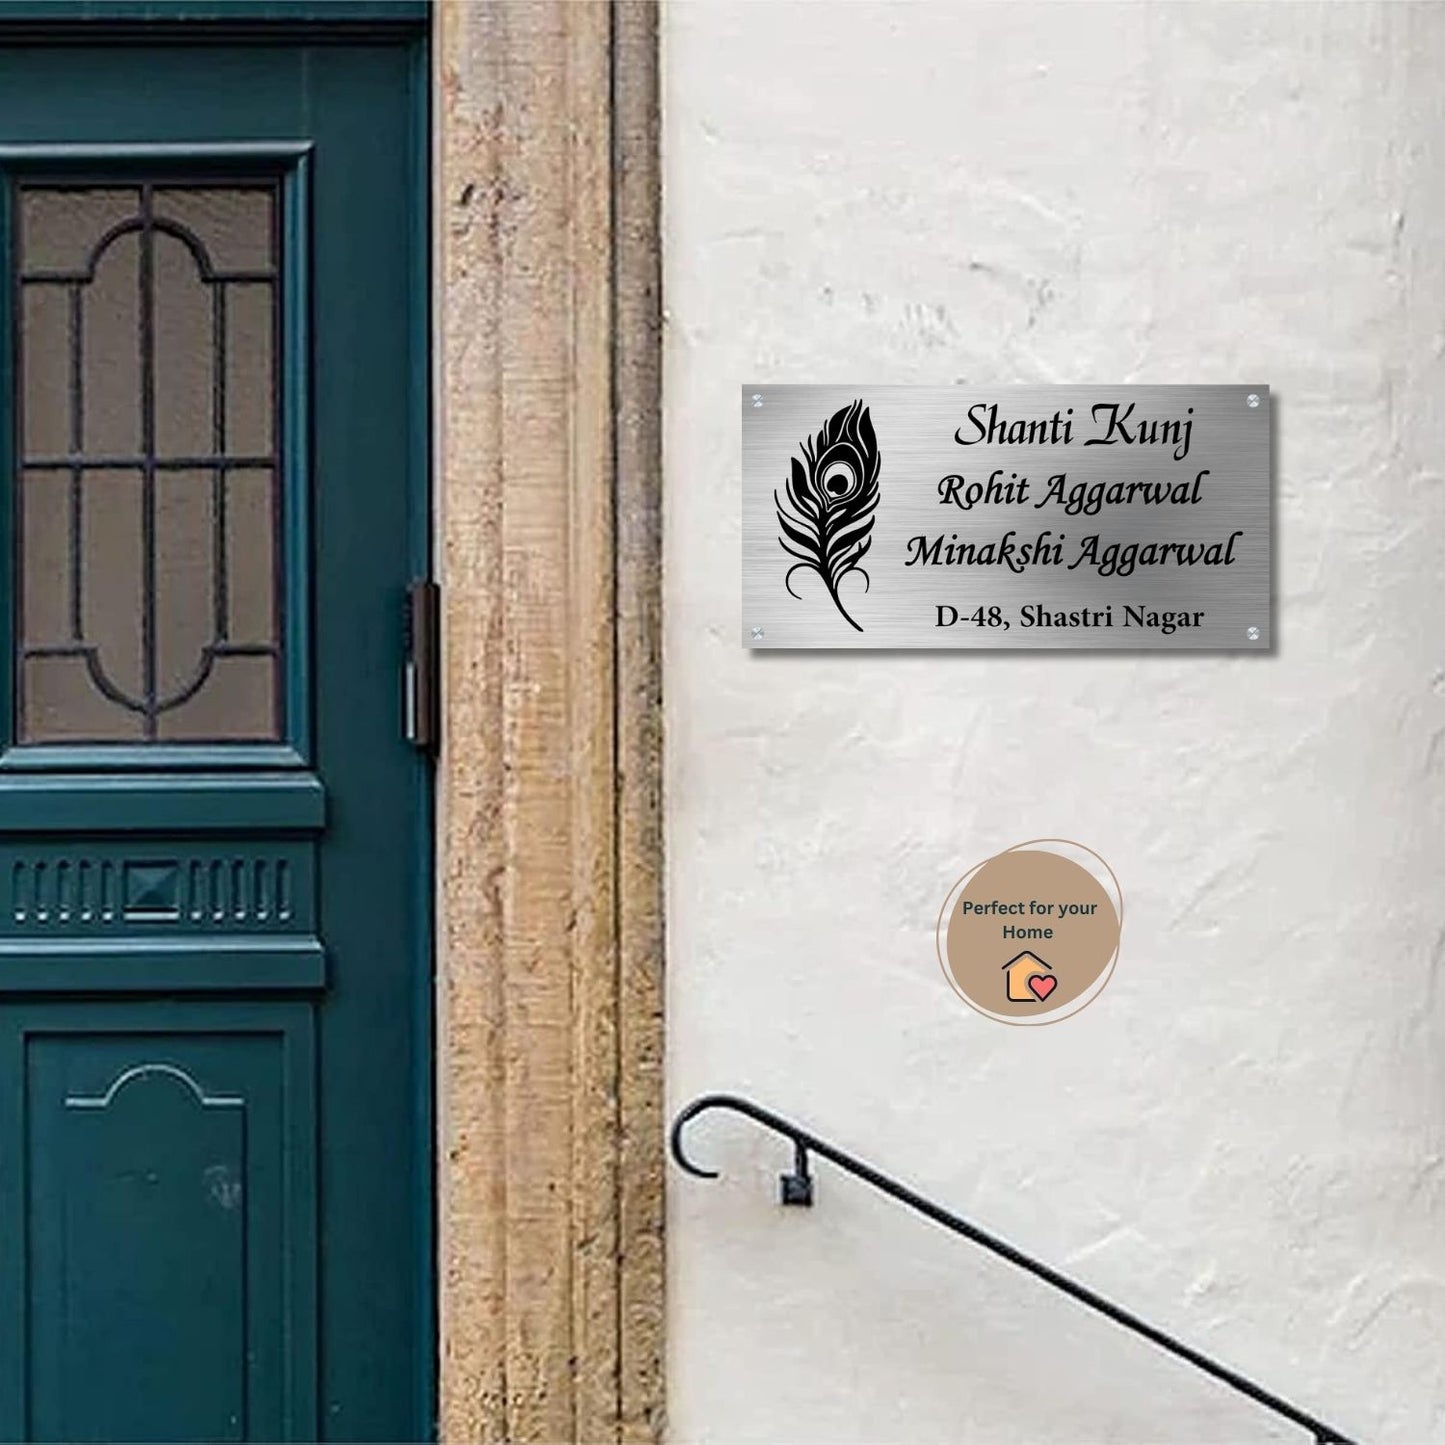 Shanti Kunj
Rohit Aggarwal
Minakshi Aggarwal
D-48, Shastri Nagar
Perfect for your
Home